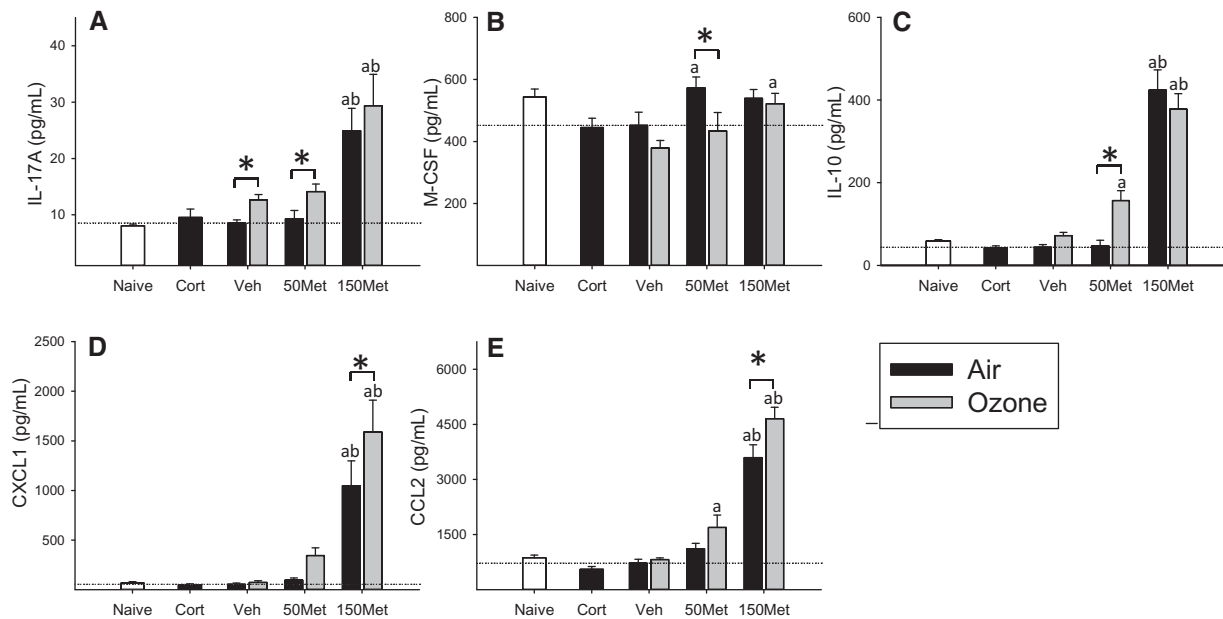 A
IL-17A (pg/mL)
40
30
20
10
*
*
ab
ab
Naive Cort Veh 50Met 150Met
B
M-CSF (pg/mL)
800
600
400
200
*
a
a
Naive Cort Veh 50Met 150Met
C
IL-10 (pg/mL)
600
400
200
0
*
a
ab
ab
Naive Cort Veh 50Met 150Met
D
CXCL1 (pg/mL)
2500
2000
1500
1000
500
*
ab
ab
Naive Cort Veh 50Met 150Met
E
CCL2 (pg/mL)
6000
4500
3000
1500
*
a
ab
ab
Naive Cort Veh 50Met 150Met
Air
Ozone